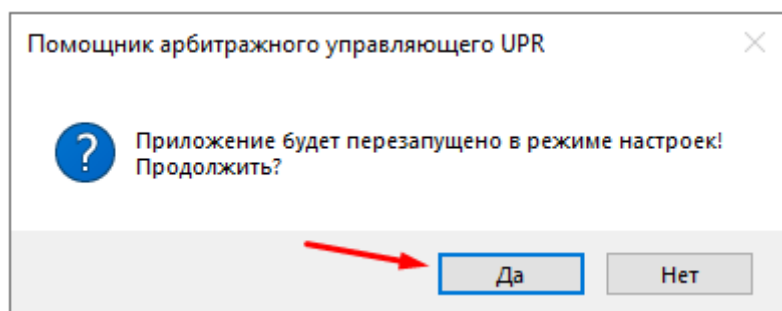 Помощник арбитражного управляющего UPR
Приложение будет перезапущено в режиме настроек!
Продолжить?
Да
Нет